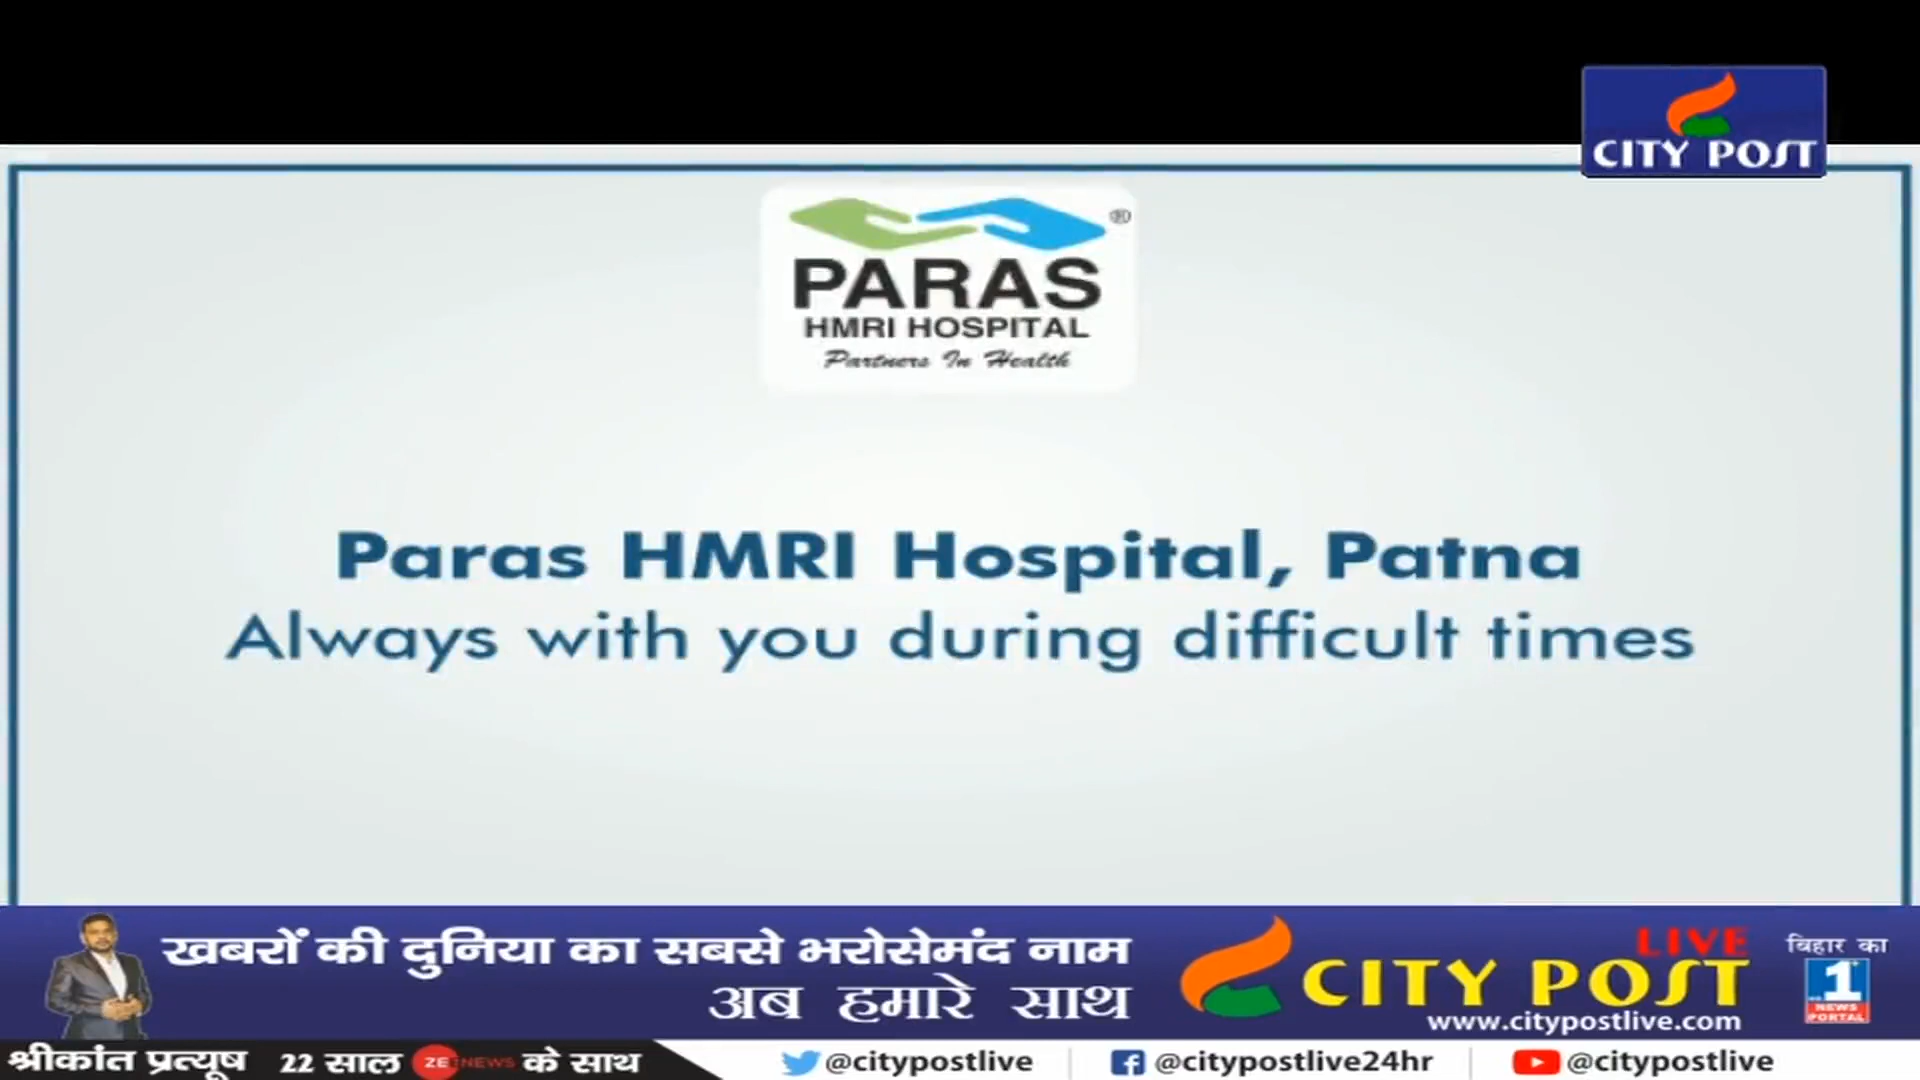 CITY POST
®
PARAS
HMRI HOSPITAL
Partners In Health
Paras HMRI Hospital, Patna
Always with you during difficult times
खबरों की दुनिया का सबसे भरोसेमंद नाम
अब हमारे साथ
LIVE
CITY POST
www.citypostlive.com
बिहार का
1
NEWS
PORTAL
श्रीकांत प्रत्यूष 22 साल ZEE NEWS के साथ
@citypostlive
@citypostlive24hr
@citypostlive